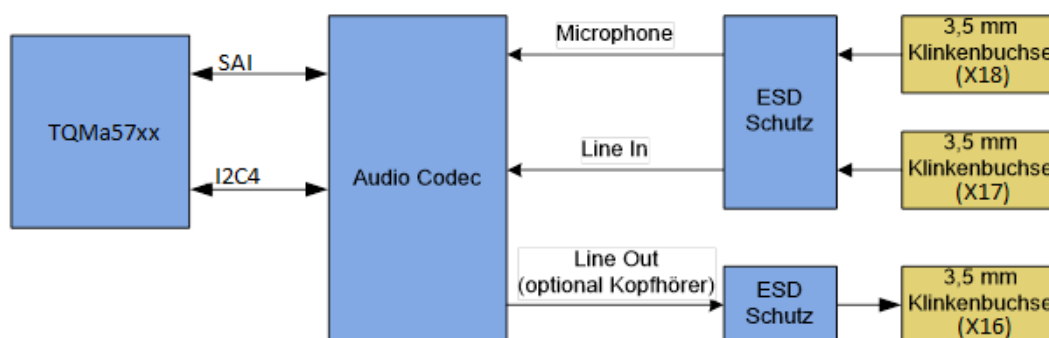 TQMa57xx
SAI
I2C4
Audio Codec
Microphone
Line In
Line Out
(optional Kopfhörer)
ESD
Schutz
ESD
Schutz
3,5 mm
Klinkenbuchse
(X18)
3,5 mm
Klinkenbuchse
(X17)
3,5 mm
Klinkenbuchse
(X16)